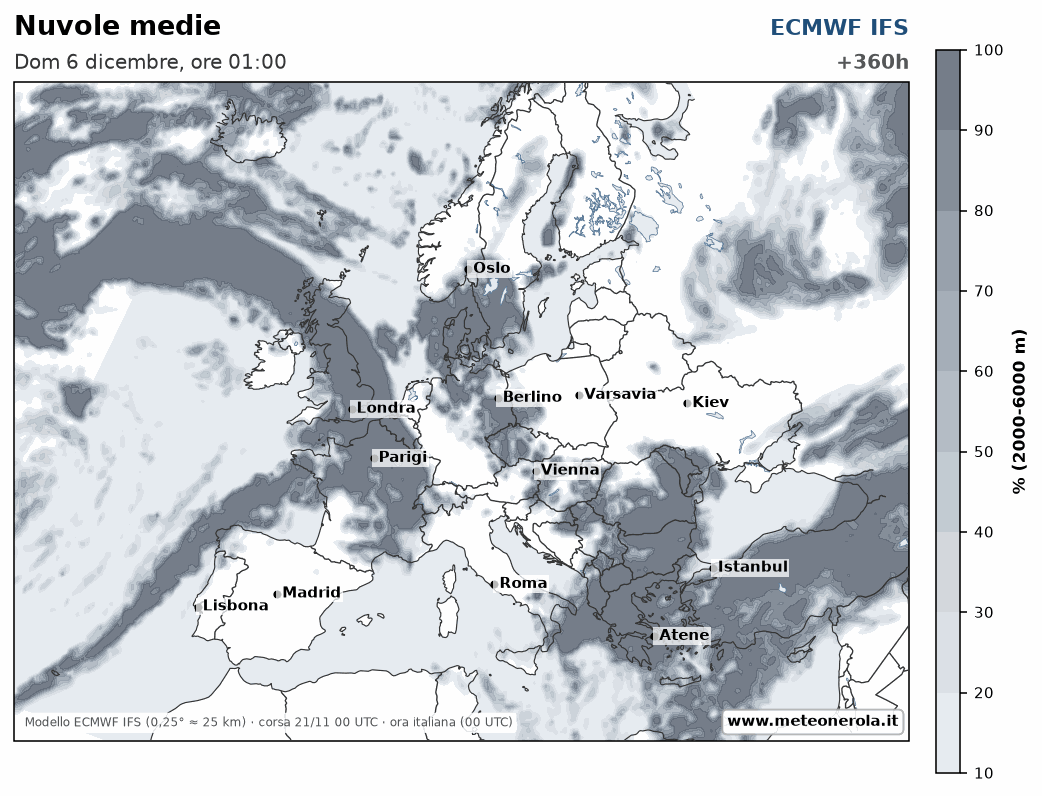 Nuvole medie
ECMWF IFS
Dom 6 dicembre, ore 01:00
+360h
Oslo
Londra
Berlino
Varsavia
Kiev
Parigi
Vienna
Istanbul
Roma
Madrid
Lisbona
Atene
Modello ECMWF IFS (0,25° ≈ 25 km) · corsa 21/11 00 UTC · ora italiana (00 UTC)
www.meteonerola.it
100
90
80
70
60
50
40
30
20
10
% (2000-6000 m)